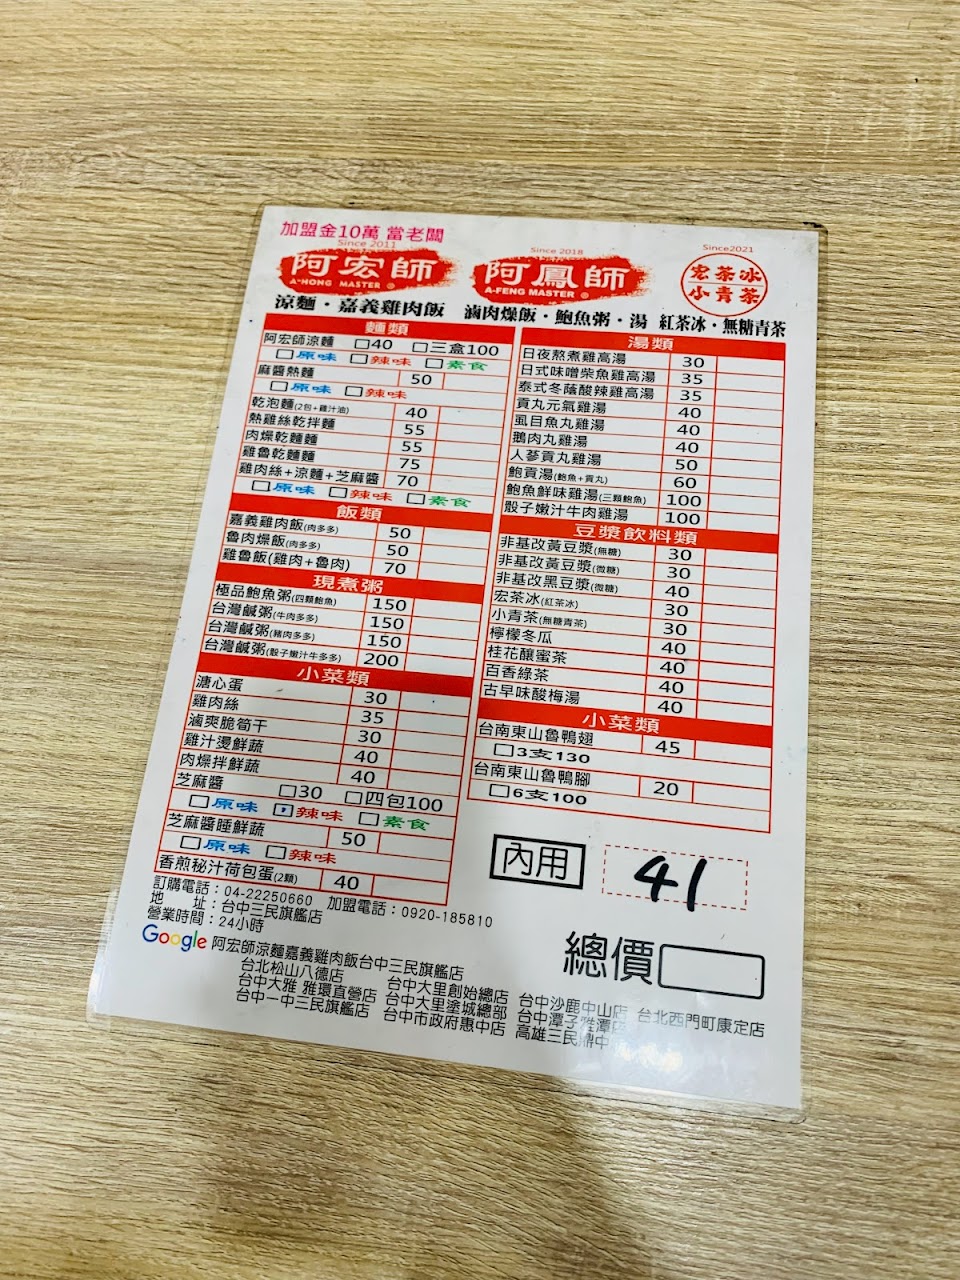 加盟金10萬 當老闆
Since 2011
阿宏師
A-HONG MASTER ®
Since 2018
阿鳳師
A-FENG MASTER ®
Since2021
宏茶冰
小青茶
涼麵・嘉義雞肉飯
滷肉燥飯・鮑魚粥・湯
紅茶冰・無糖青茶
麵類
阿宏師涼麵 □40 □三盒100
□原味 □辣味 □素食
麻醬熱麵 50
□原味 □辣味
乾泡麵(2包+雞汁油) 40
熱雞絲乾拌麵 55
肉燥乾麵麵 55
雞魯乾麵麵 75
雞肉絲+涼麵+芝麻醬 70
□原味 □辣味 □素食
飯類
嘉義雞肉飯(肉多多) 50
魯肉燥飯(肉多多) 50
雞魯飯(雞肉+魯肉) 70
現煮粥
極品鮑魚粥(四顆鮑魚) 150
台灣鹹粥(牛肉多多) 150
台灣鹹粥(豬肉多多) 150
台灣鹹粥(骰子嫩汁牛多多) 200
小菜類
溏心蛋 30
雞肉絲 35
滷爽脆筍干 30
雞汁燙鮮蔬 40
肉燥拌鮮蔬 40
芝麻醬 □30 □四包100
□原味 □辣味 □素食
芝麻醬睡鮮蔬 50
□原味 □辣味
香煎秘汁荷包蛋(2顆) 40
湯類
日夜熬煮雞高湯 30
日式味噌柴魚雞高湯 35
泰式冬蔭酸辣雞高湯 35
貢丸元氣雞湯 40
虱目魚丸雞湯 40
鵝肉丸雞湯 40
人蔘貢丸雞湯 50
鮑貢湯(鮑魚+貢丸) 60
鮑魚鮮味雞湯(三顆鮑魚) 100
骰子嫩汁牛肉雞湯 100
豆漿飲料類
非基改黃豆漿(無糖) 30
非基改黃豆漿(微糖) 30
非基改黑豆漿(微糖) 40
宏茶冰(紅茶冰) 30
小青茶(無糖青茶) 30
檸檬冬瓜 40
桂花釀蜜茶 40
百香綠茶 40
古早味酸梅湯 40
小菜類
台南東山魯鴨翅 45
□3支130
台南東山魯鴨腳 20
□6支100
內用 41
總價
訂購電話：04-22250660 加盟電話：0920-185810
地 址：台中三民旗艦店
營業時間：24小時
Google 阿宏師涼麵嘉義雞肉飯台中三民旗艦店
台北松山八德店 台中大里創始總店 台中沙鹿中山店 台北西門町康定店
台中大雅 雅環直營店 台中大里塗城總部 台中潭子
台中一中三民旗艦店 台中市政府惠中店 高雄三民鼎中